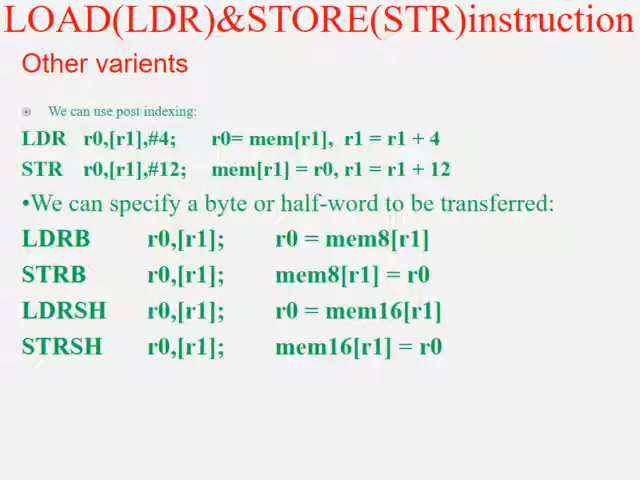 LOAD(LDR)&STORE(STR)instruction
Other varients
We can use post indexing:
LDR r0,[r1],#4; r0= mem[r1], r1 = r1 + 4
STR r0,[r1],#12; mem[r1] = r0, r1 = r1 + 12
•We can specify a byte or half-word to be transferred:
LDRB r0,[r1]; r0 = mem8[r1]
STRB r0,[r1]; mem8[r1] = r0
LDRSH r0,[r1]; r0 = mem16[r1]
STRSH r0,[r1]; mem16[r1] = r0